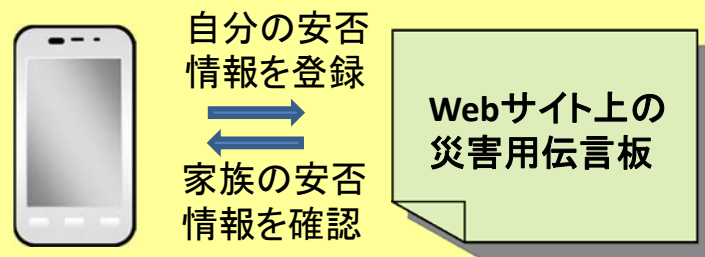 自分の安否
情報を登録
家族の安否
情報を確認
Webサイト上の
災害用伝言板